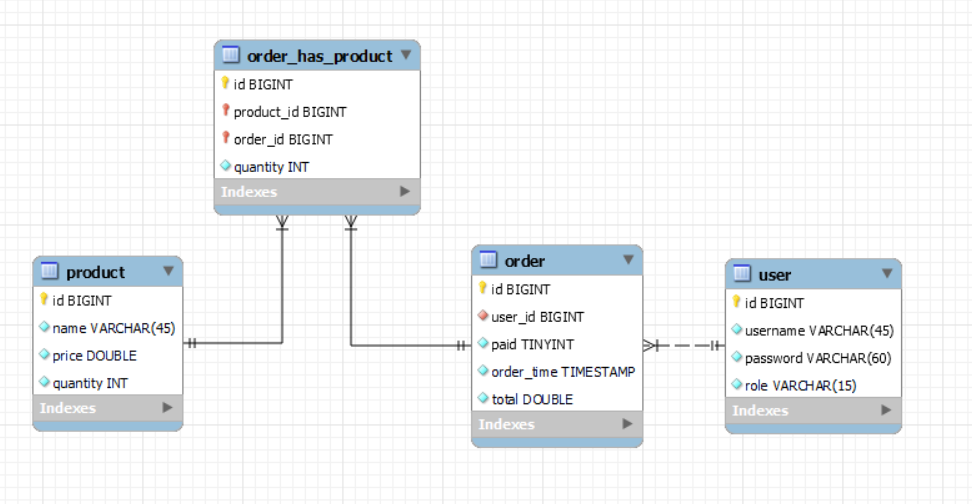 order_has_product
id BIGINT
product_id BIGINT
order_id BIGINT
quantity INT
Indexes
product
id BIGINT
name VARCHAR(45)
price DOUBLE
quantity INT
Indexes
order
id BIGINT
user_id BIGINT
paid TINYINT
order_time TIMESTAMP
total DOUBLE
Indexes
user
id BIGINT
username VARCHAR(45)
password VARCHAR(60)
role VARCHAR(15)
Indexes